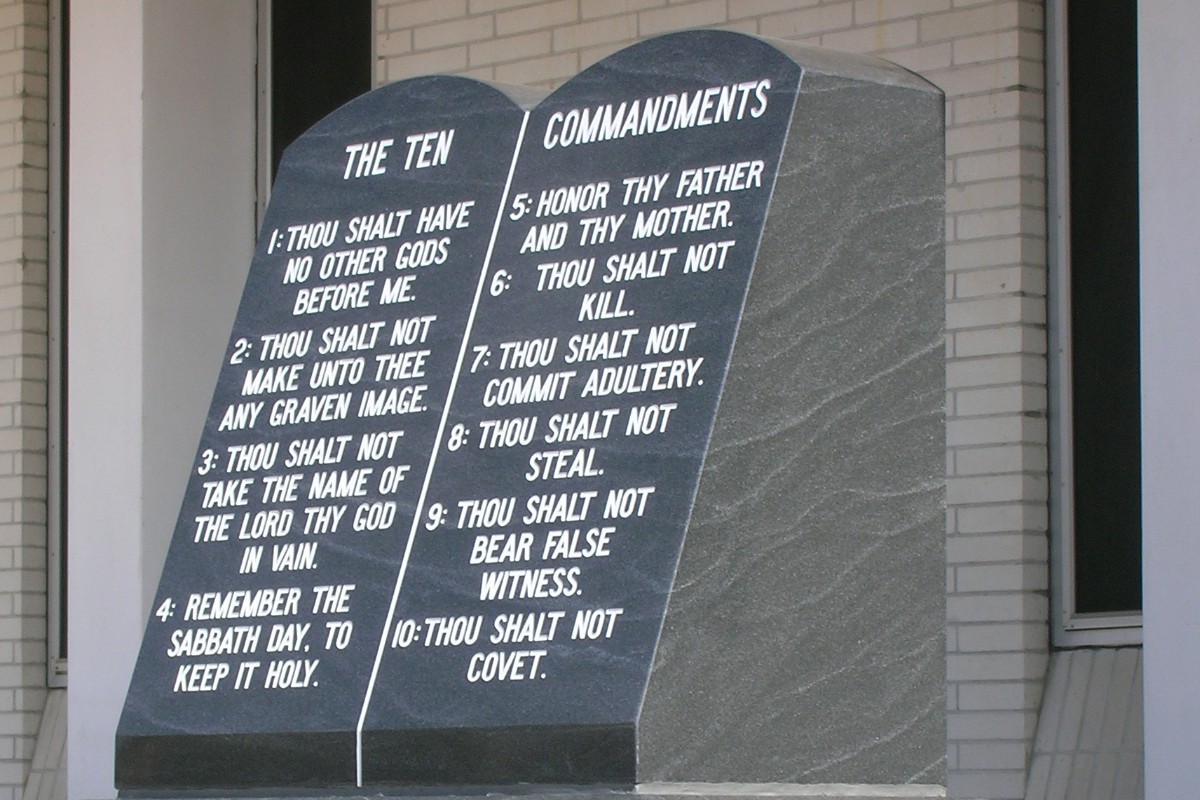 THE TEN
1: THOU SHALT HAVE
NO OTHER GODS
BEFORE ME.
2: THOU SHALT NOT
MAKE UNTO THEE
ANY GRAVEN IMAGE.
3: THOU SHALT NOT
TAKE THE NAME OF
THE LORD THY GOD
IN VAIN.
4: REMEMBER THE
SABBATH DAY, TO
KEEP IT HOLY.
COMMANDMENTS
5: HONOR THY FATHER
AND THY MOTHER.
6: THOU SHALT NOT
KILL.
7: THOU SHALT NOT
COMMIT ADULTERY.
8: THOU SHALT NOT
STEAL.
9: THOU SHALT NOT
BEAR FALSE
WITNESS.
10: THOU SHALT NOT
COVET.